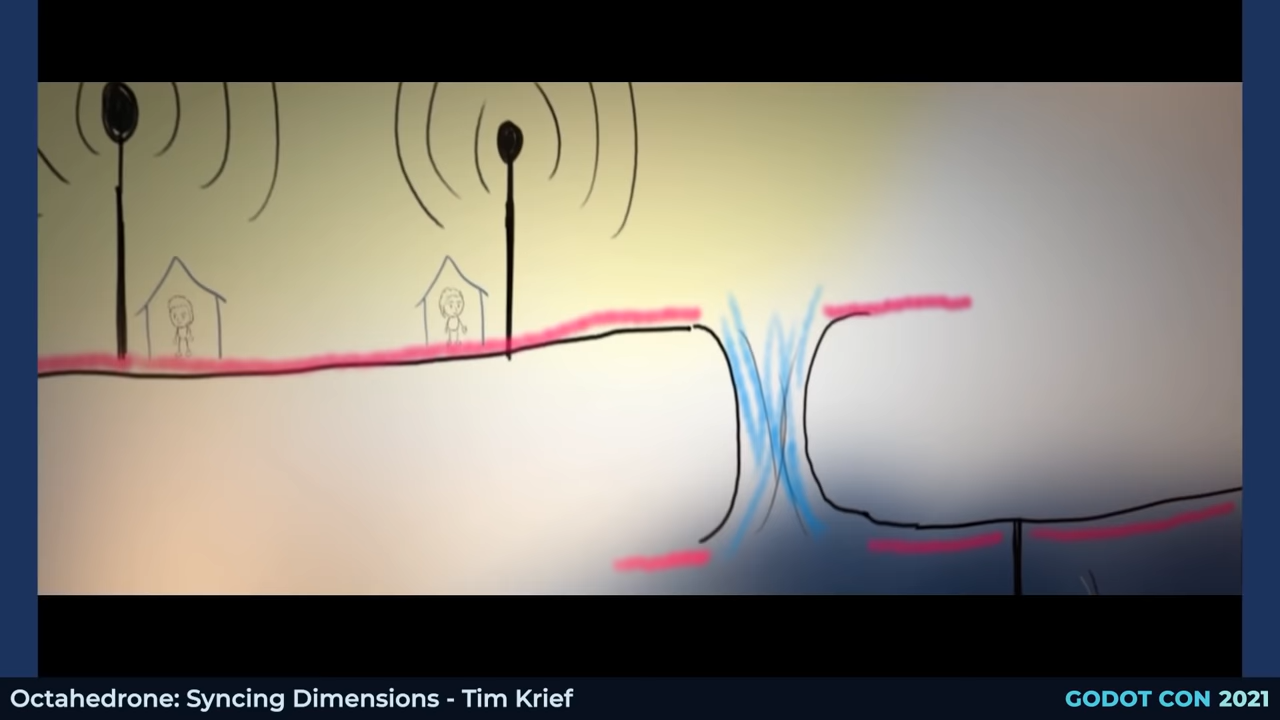 Octahedrone: Syncing Dimensions - Tim Krief
GODOT CON 2021